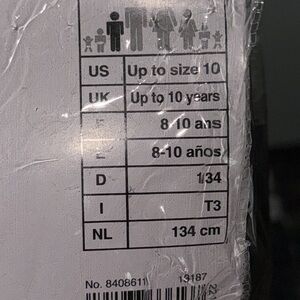 US Up to size 10
UK Up to 10 years
F 8-10 ans
E 8-10 años
D 134
I T3
NL 134 cm
No. 8408611 13187